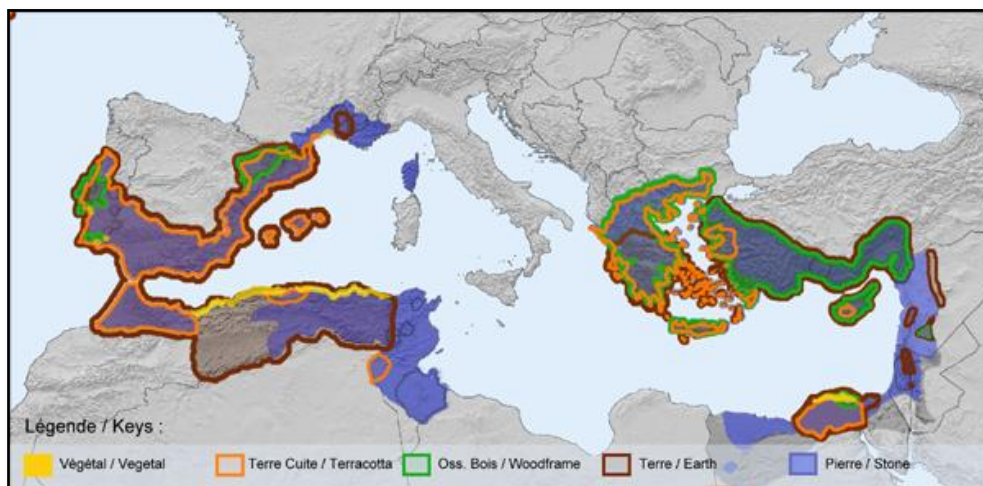 Légende / Keys :
Végétal / Vegetal
Terre Cuite / Terracotta
Oss. Bois / Woodframe
Terre / Earth
Pierre / Stone